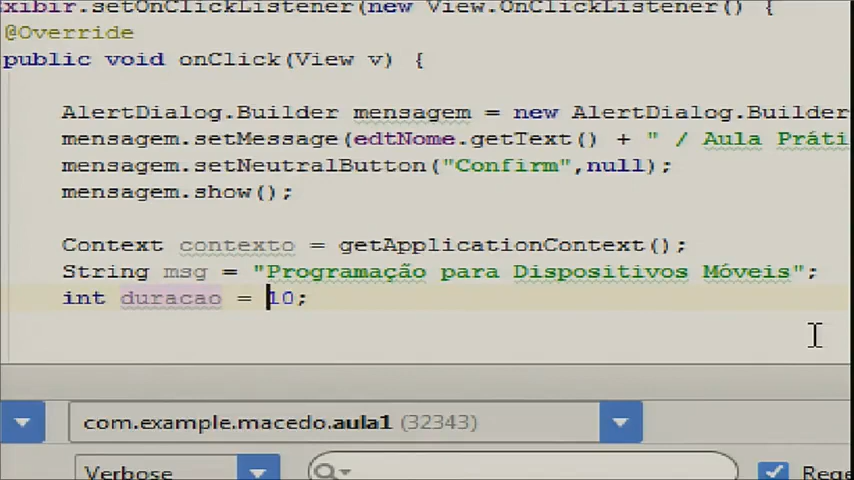 xibir.setOnClickListener(new View.OnClickListener() {
@Override
public void onClick(View v) {
AlertDialog.Builder mensagem = new AlertDialog.Builder
mensagem.setMessage(edtNome.getText() + " / Aula Práti
mensagem.setNeutralButton("Confirm",null);
mensagem.show();
Context contexto = getApplicationContext();
String msg = "Programação para Dispositivos Móveis";
int duracao = 10;
com.example.macedo.aula1 (32343)
Verbose
Rege